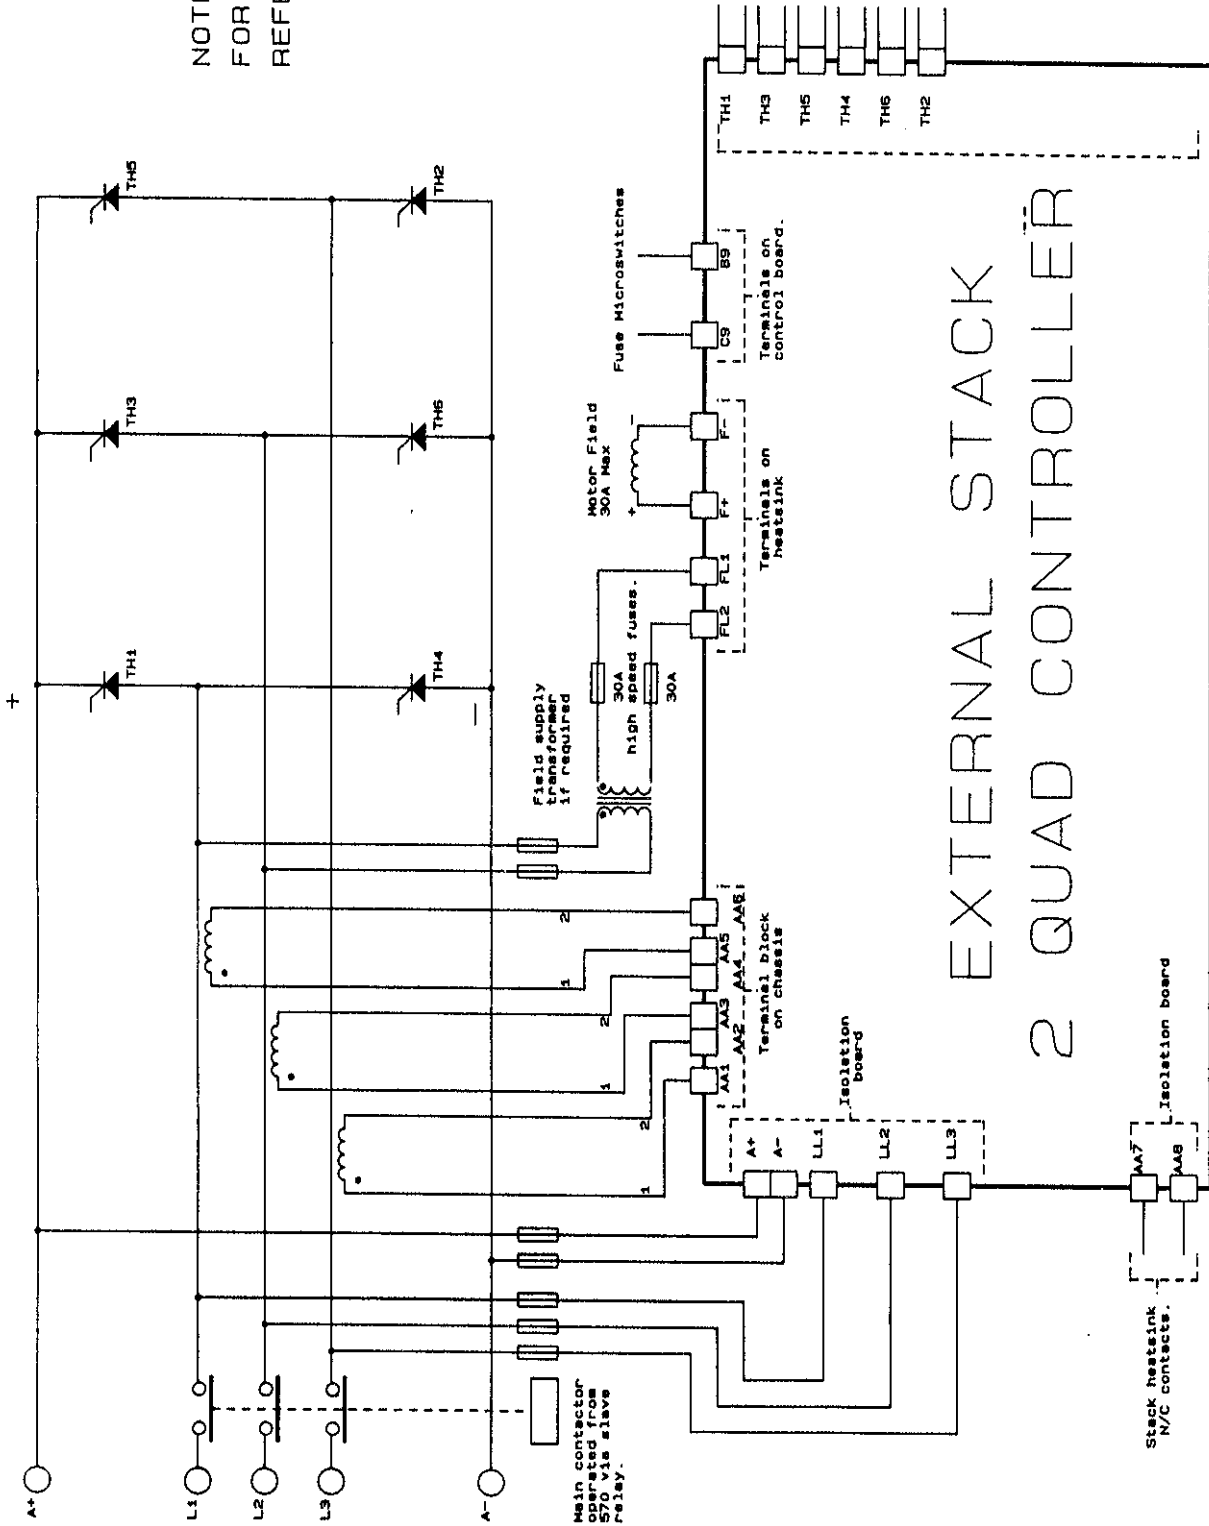 NOT
FOR
REFE
+
TH1
TH3
TH5
TH4
TH6
TH2
-
Field supply
transformer
if required
30A
high speed fuses.
30A
Motor Field
30A Max
+
-
Fuse Microswitches
TH1
TH3
TH5
TH4
TH6
TH2
FL2
FL1
F+
F-
Terminals on
heatsink
C9
B9
Terminals on
control board.
A+
L1
L2
L3
A-
Main contactor
operated from
570 via slave
relay.
1
2
1
2
1
2
AA1
AA2
AA3
AA4
AA5
AA6
Terminal block
on chassis
A+
A-
LL1
LL2
LL3
Isolation
board
EXTERNAL STACK
2 QUAD CONTROLLER
AA7
AA8
Isolation board
Stack heatsink
N/C contacts.